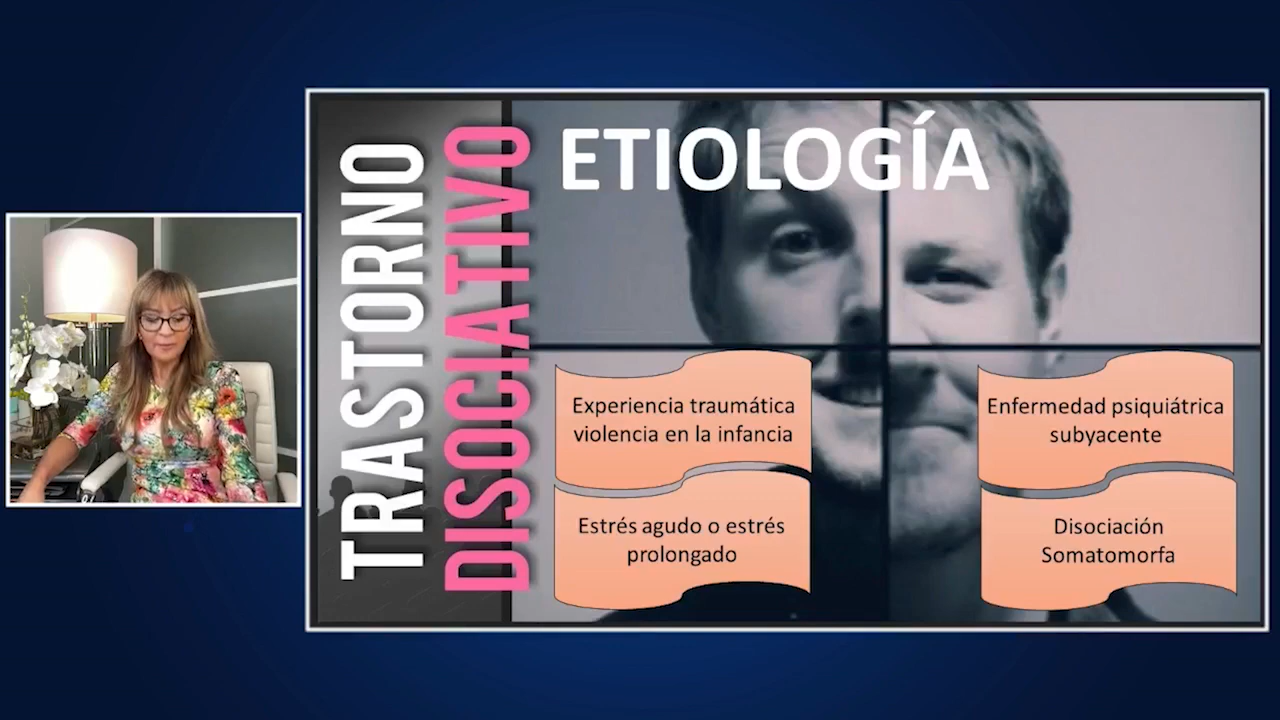 TRASTORNO
DISOCIATIVO
ETIOLOGÍA
Experiencia traumática
violencia en la infancia
Estrés agudo o estrés
prolongado
Enfermedad psiquiátrica
subyacente
Disociación
Somatomorfa